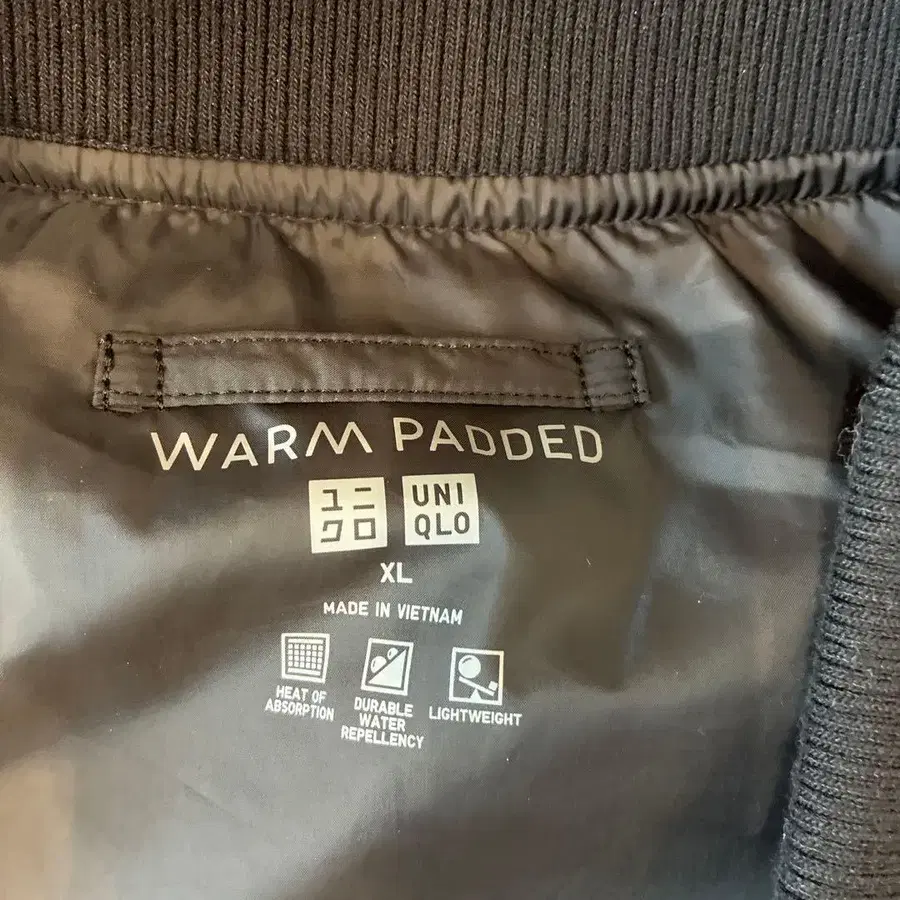 WARM PADDED
ユニ UNI
クロ QLO
XL
MADE IN VIETNAM
HEAT OF
ABSORPTION
DURABLE
WATER
REPELLENCY
LIGHTWEIGHT